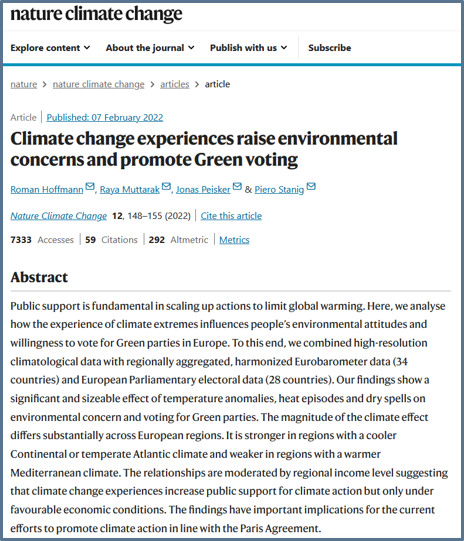 nature climate change
Explore content About the journal Publish with us Subscribe
nature > nature climate change > articles > article
Article | Published: 07 February 2022
Climate change experiences raise environmental
concerns and promote Green voting
Roman Hoffmann, Raya Muttarak, Jonas Peisker & Piero Stanig
Nature Climate Change 12, 148–155 (2022) | Cite this article
7333 Accesses | 59 Citations | 292 Altmetric | Metrics
Abstract
Public support is fundamental in scaling up actions to limit global warming. Here, we analyse
how the experience of climate extremes influences people's environmental attitudes and
willingness to vote for Green parties in Europe. To this end, we combined high-resolution
climatological data with regionally aggregated, harmonized Eurobarometer data (34
countries) and European Parliamentary electoral data (28 countries). Our findings show a
significant and sizeable effect of temperature anomalies, heat episodes and dry spells on
environmental concern and voting for Green parties. The magnitude of the climate effect
differs substantially across European regions. It is stronger in regions with a cooler
Continental or temperate Atlantic climate and weaker in regions with a warmer
Mediterranean climate. The relationships are moderated by regional income level suggesting
that climate change experiences increase public support for climate action but only under
favourable economic conditions. The findings have important implications for the current
efforts to promote climate action in line with the Paris Agreement.